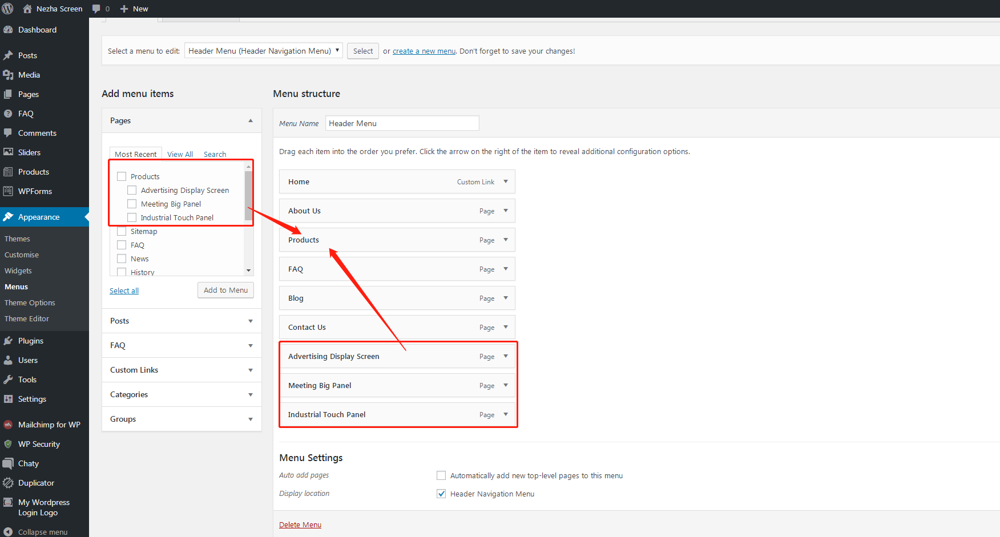 Nezha Screen
0
New
Dashboard
Posts
Media
Pages
FAQ
Comments
Sliders
Products
WPForms
Appearance
Themes
Customise
Widgets
Menus
Theme Options
Theme Editor
Plugins
Users
Tools
Settings
Mailchimp for WP
WP Security
Chaty
Duplicator
My Wordpress
Login Logo
Collapse menu
Select a menu to edit: Header Menu (Header Navigation Menu) Select or create a new menu. Don't forget to save your changes!
Add menu items
Pages
Most Recent View All Search
Products
Advertising Display Screen
Meeting Big Panel
Industrial Touch Panel
Sitemap
FAQ
News
History
Select all Add to Menu
Posts
FAQ
Custom Links
Categories
Groups
Menu structure
Menu Name Header Menu
Drag each item into the order you prefer. Click the arrow on the right of the item to reveal additional configuration options.
Home Custom Link
About Us Page
Products Page
FAQ Page
Blog Page
Contact Us Page
Advertising Display Screen Page
Meeting Big Panel Page
Industrial Touch Panel Page
Menu Settings
Auto add pages Automatically add new top-level pages to this menu
Display location Header Navigation Menu
Delete Menu